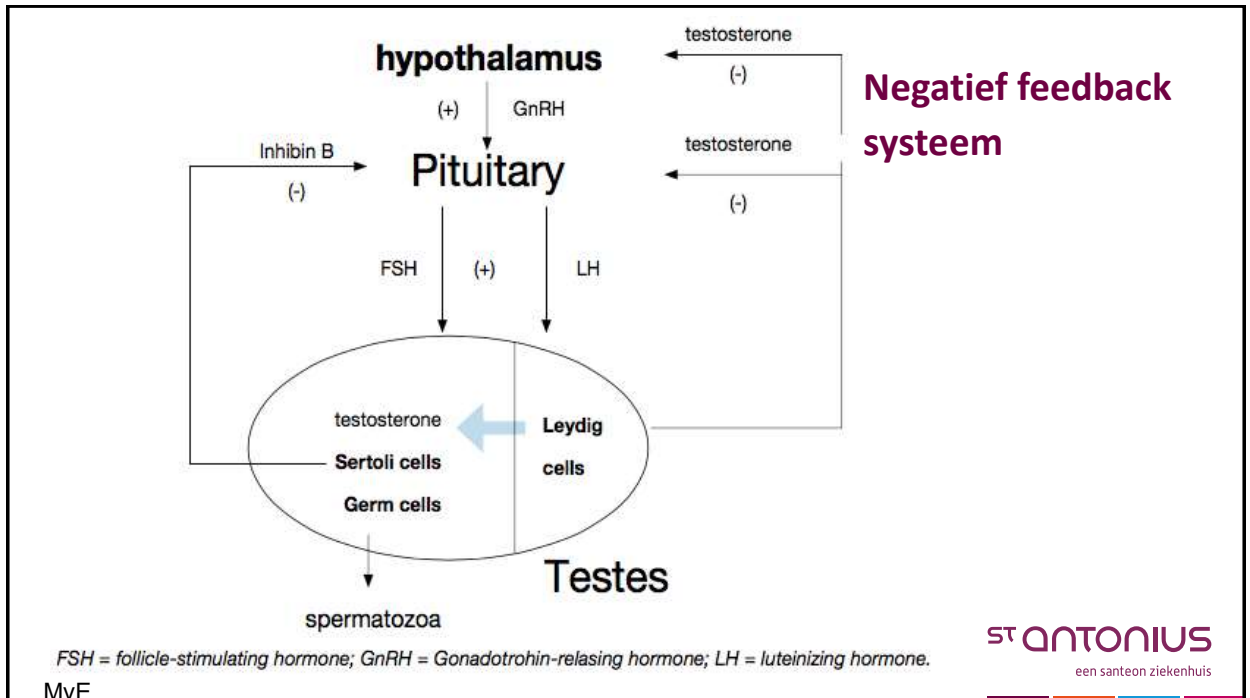 testosterone
hypothalamus
(-)
Negatief feedback
systeem
(+)
GnRH
testosterone
Inhibin B
Pituitary
(-)
(-)
FSH
(+)
LH
testosterone
Leydig
cells
Sertoli cells
Germ cells
Testes
spermatozoa
FSH = follicle-stimulating hormone; GnRH = Gonadotrohin-relasing hormone; LH = luteinizing hormone.
ST ANTONIUS
een santeon ziekenhuis
MvE